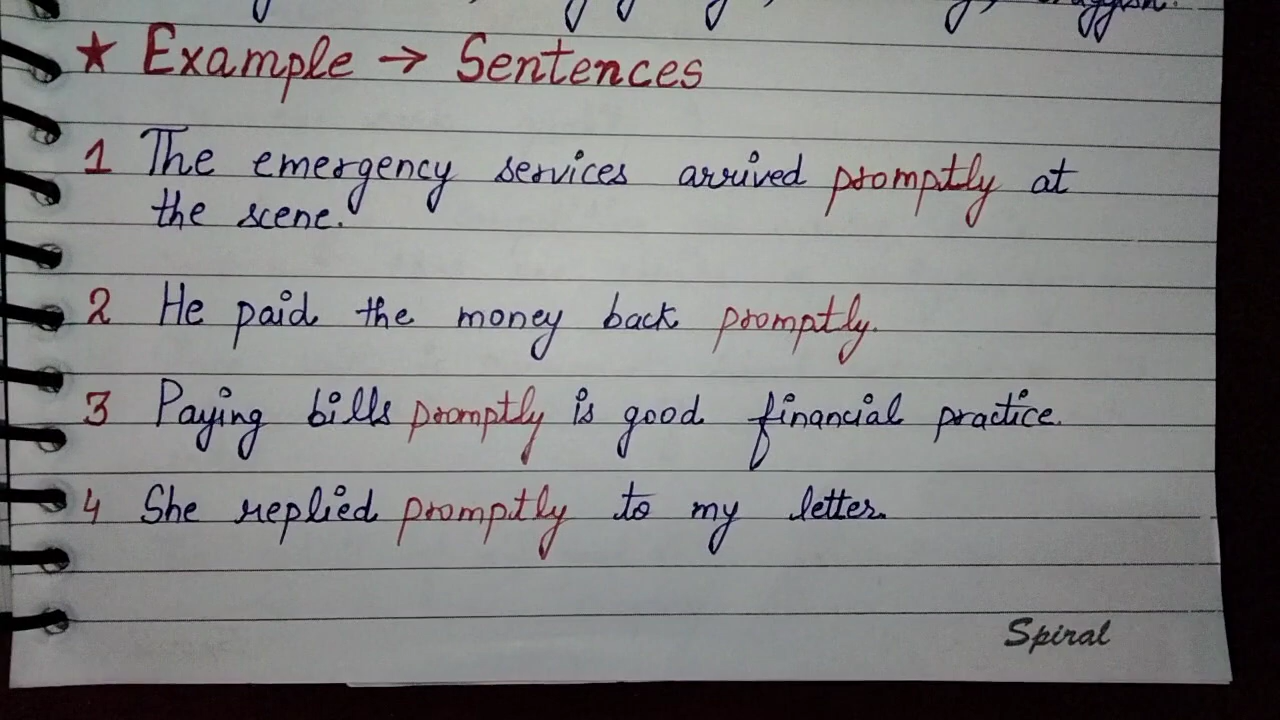 ★ Example → Sentences
1 The emergency services arrived promptly at
the scene.
2 He paid the money back promptly.
3 Paying bills promptly is good financial practice.
4 She replied promptly to my letter.
Spiral